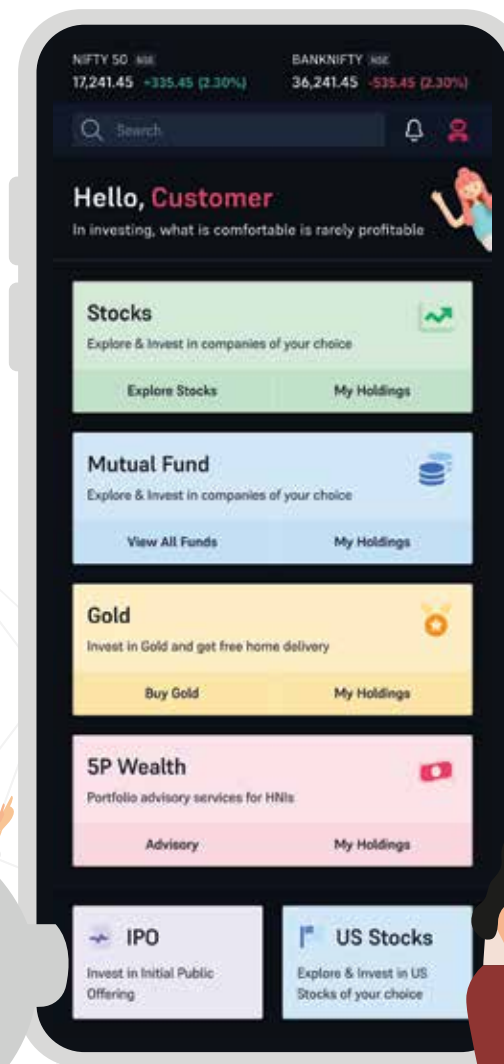 NIFTY 50 NSE
BANKNIFTY NSE
17,241.45 +335.45 (2.30%)
36,241.45 -535.45 (2.30%)
Search
Hello, Customer
In investing, what is comfortable is rarely profitable
Stocks
Explore & Invest in companies of your choice
Explore Stocks
My Holdings
Mutual Fund
Explore & Invest in companies of your choice
View All Funds
My Holdings
Gold
Invest in Gold and get free home delivery
Buy Gold
My Holdings
5P Wealth
Portfolio advisory services for HNIs
Advisory
My Holdings
IPO
Invest in Initial Public
Offering
US Stocks
Explore & Invest in US
Stocks of your choice